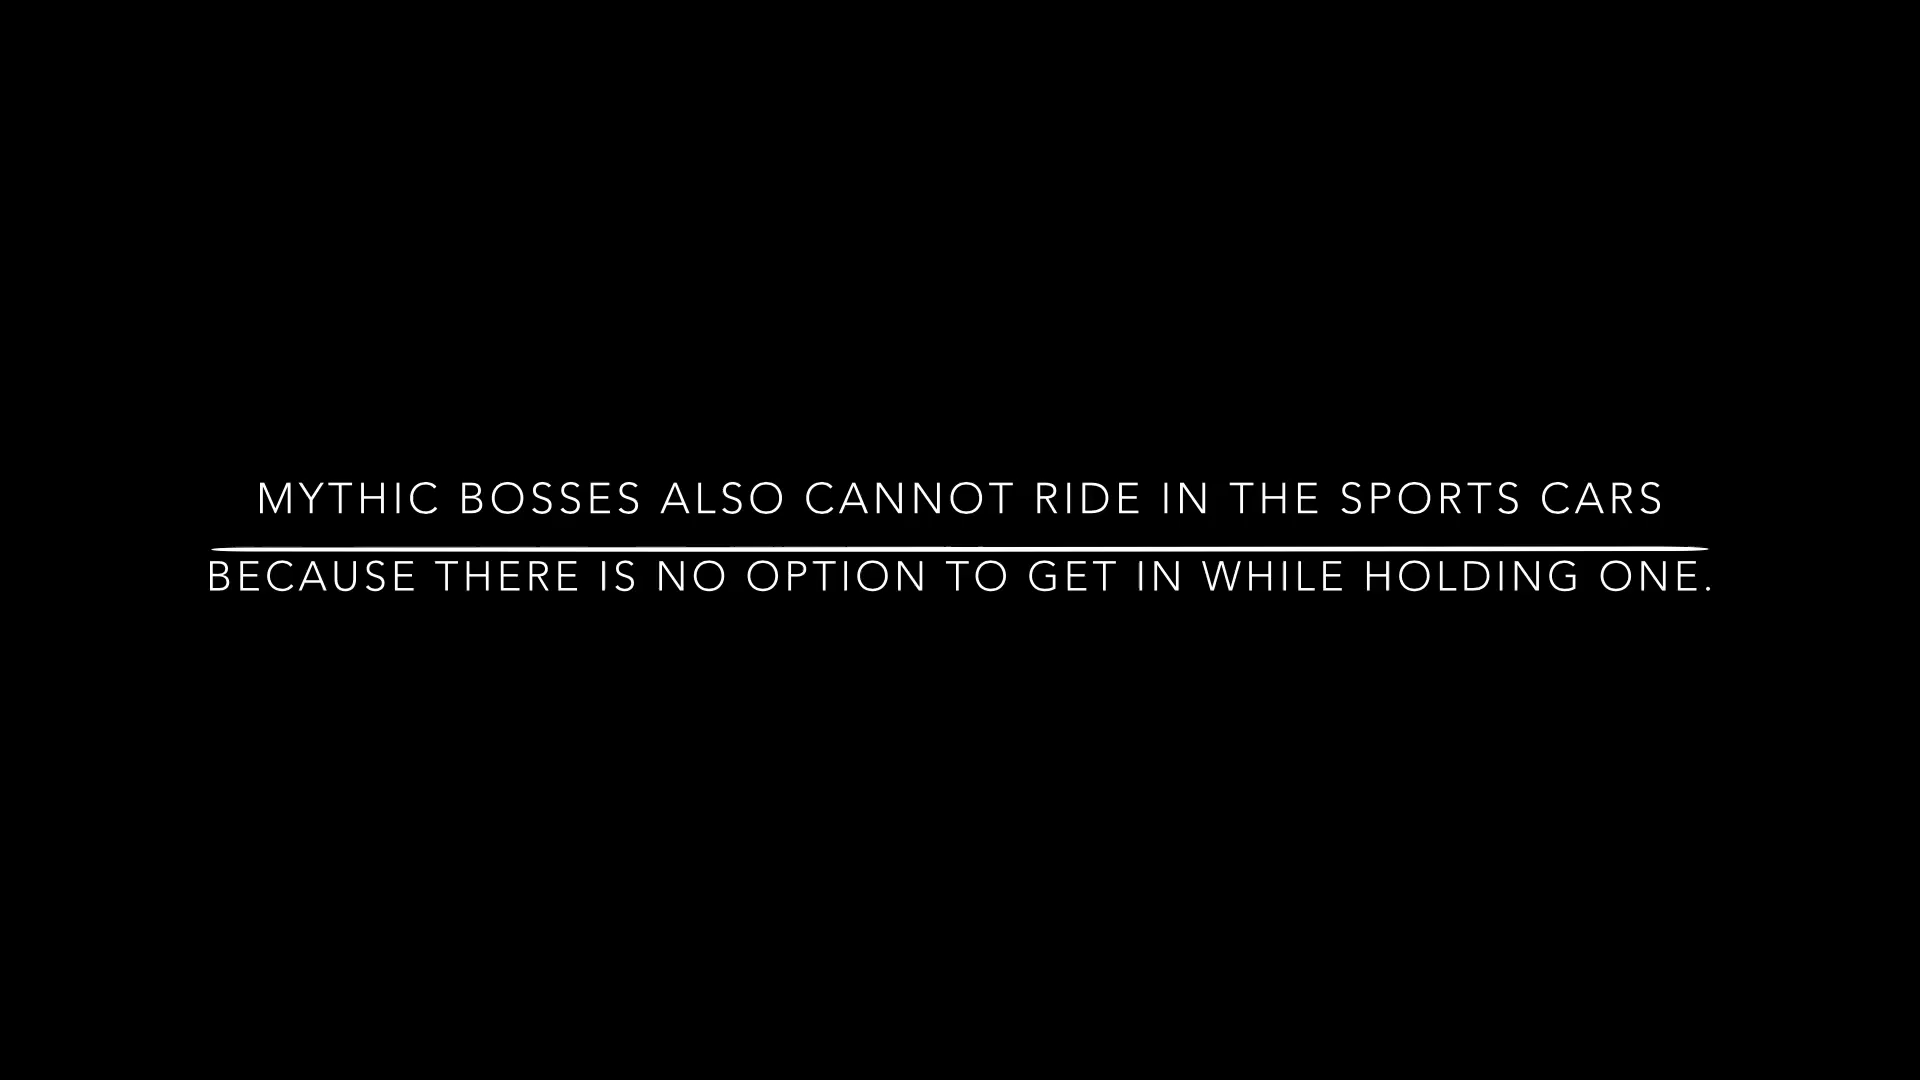 MYTHIC BOSSES ALSO CANNOT RIDE IN THE SPORTS CARS
BECAUSE THERE IS NO OPTION TO GET IN WHILE HOLDING ONE.